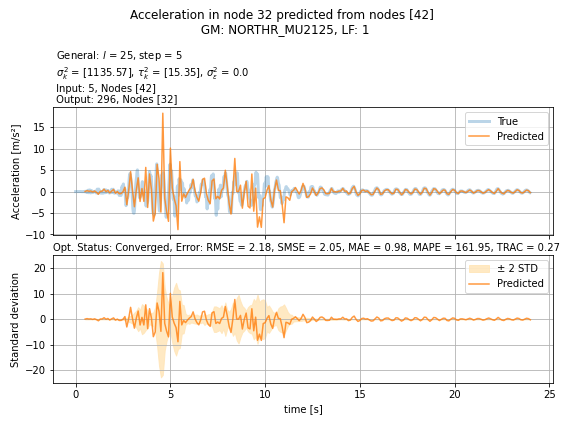 Acceleration in node 32 predicted from nodes [42]
GM: NORTHR_MU2125, LF: 1
General: l = 25, step = 5
σ²ₖ = [1135.57], τ²ₖ = [15.35], σ²_ε = 0.0
Input: 5, Nodes [42]
Output: 296, Nodes [32]
Acceleration [m/s²]
15
10
5
0
−5
−10
True
Predicted
Opt. Status: Converged, Error: RMSE = 2.18, SMSE = 2.05, MAE = 0.98, MAPE = 161.95, TRAC = 0.27
Standard deviation
20
10
0
−10
−20
± 2 STD
Predicted
0 5 10 15 20 25
time [s]